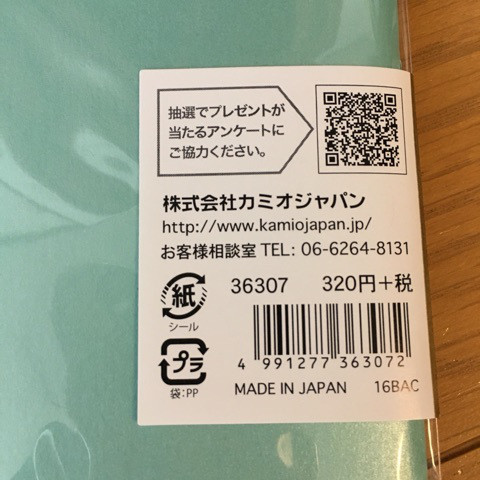 抽選でプレゼントが
当たるアンケートに
ご協力ください。
株式会社カミオジャパン
http://www.kamiojapan.jp/
お客様相談室 TEL: 06-6264-8131
紙 36307 320円+税
シール
プラ
4 991277 363072
袋:PP MADE IN JAPAN 16BAC